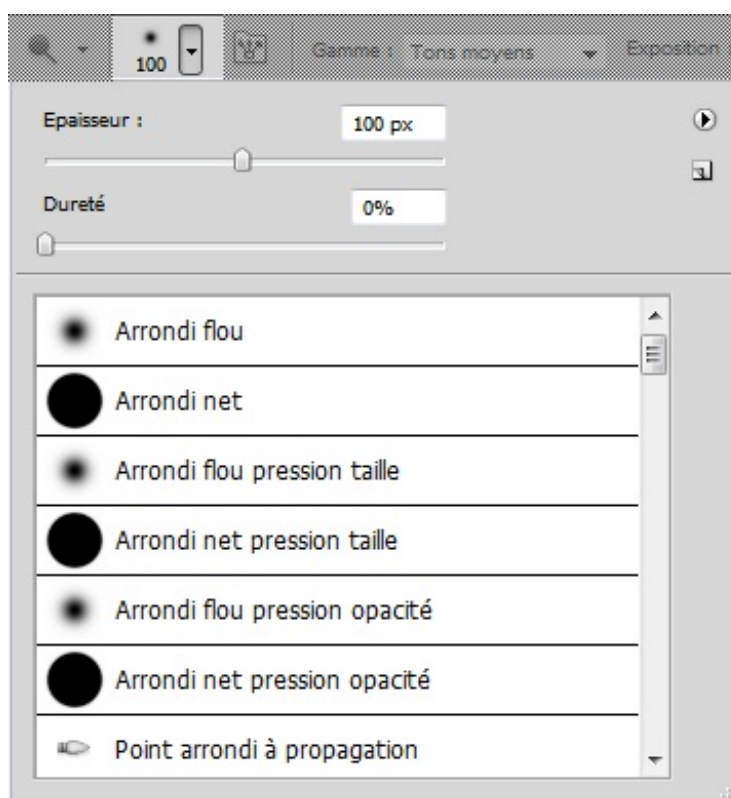 100
Gamme : Tons moyens Exposition :
Epaisseur : 100 px
Dureté 0%
Arrondi flou
Arrondi net
Arrondi flou pression taille
Arrondi net pression taille
Arrondi flou pression opacité
Arrondi net pression opacité
Point arrondi à propagation